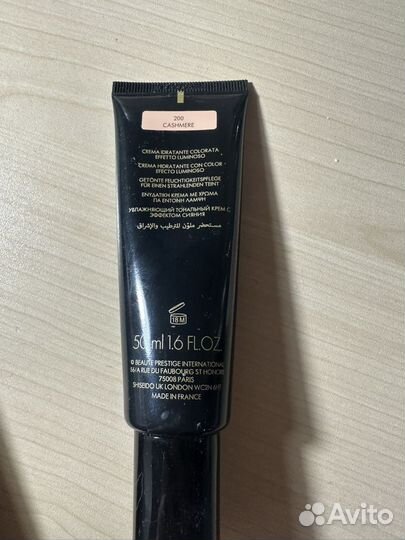 200
CASHMERE
CREMA IDRATANTE COLORATA
EFFETTO LUMINOSO
CREMA HIDRATANTE CON COLOR
EFECTO LUMINOSO
GETÖNTE FEUCHTIGKEITSPFLEGE
FÜR EINEN STRAHLENDEN TEINT
ΕΝΥΔΑΤΙΚΗ ΚΡΕΜΑ ΜΕ ΧΡΩΜΑ
ΓΙΑ ΕΝΤΟΝΗ ΛΑΜΨΗ
УВЛАЖНЯЮЩИЙ ТОНАЛЬНЫЙ КРЕМ С
ЭФФЕКТОМ СИЯНИЯ
مستحضر ملوّن للترطيب والإشراق
18 M
50 ml 1.6 FL.OZ
© BEAUTÉ PRESTIGE INTERNATIONAL
56/A RUE DU FAUBOURG ST HONORÉ
75008 PARIS
SHISEIDO UK LONDON WC2N
MADE IN FRANCE
Avito